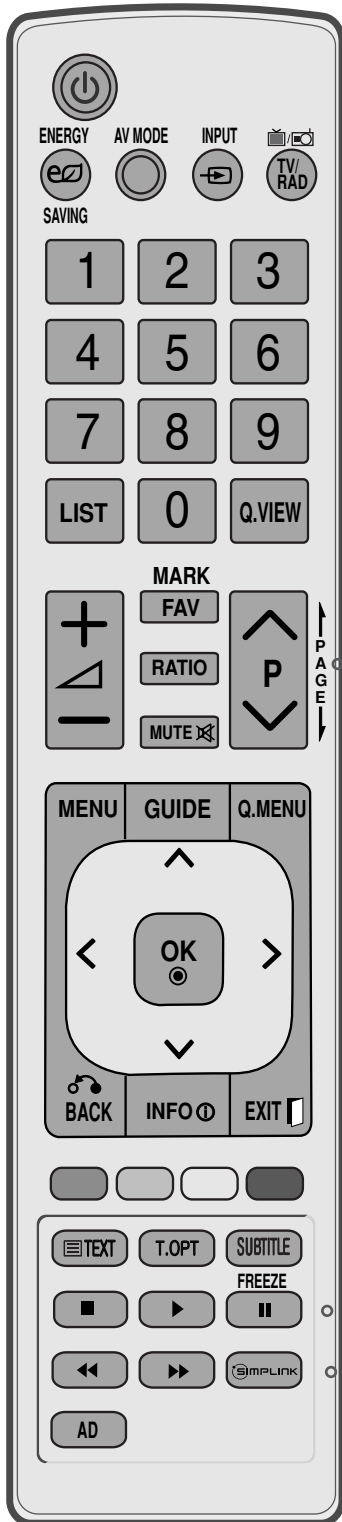 ENERGY AV MODE INPUT
TV/
RAD
SAVING
1 2 3
4 5 6
7 8 9
LIST 0 Q.VIEW
MARK
FAV
RATIO
P
MUTE
PAGE
MENU GUIDE Q.MENU
OK
BACK INFO EXIT
TEXT T.OPT SUBTITLE
FREEZE
SIMPLINK
AD